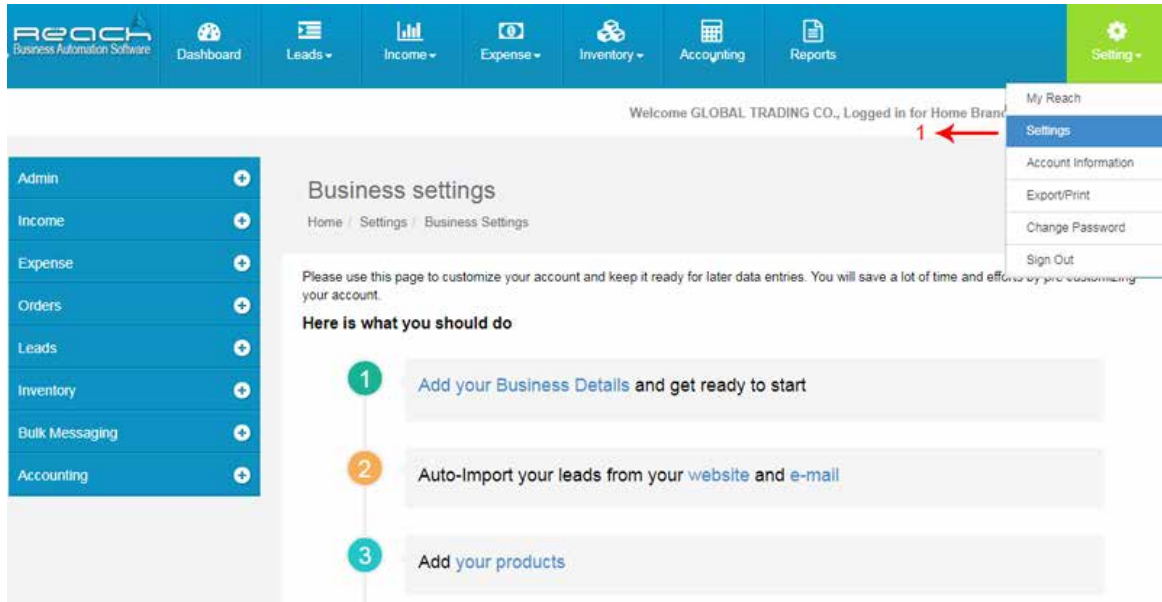 Reach
Business Automation Software
Dashboard
Leads
Income
Expense
Inventory
Accounting
Reports
Setting
My Reach
Welcome GLOBAL TRADING CO., Logged in for Home Branc
1
Settings
Account Information
Export/Print
Change Password
Sign Out
Admin
Income
Expense
Orders
Leads
Inventory
Bulk Messaging
Accounting
Business settings
Home / Settings / Business Settings
Please use this page to customize your account and keep it ready for later data entries. You will save a lot of time and efforts by pre customizing
your account.
Here is what you should do
1 Add your Business Details and get ready to start
2 Auto-Import your leads from your website and e-mail
3 Add your products